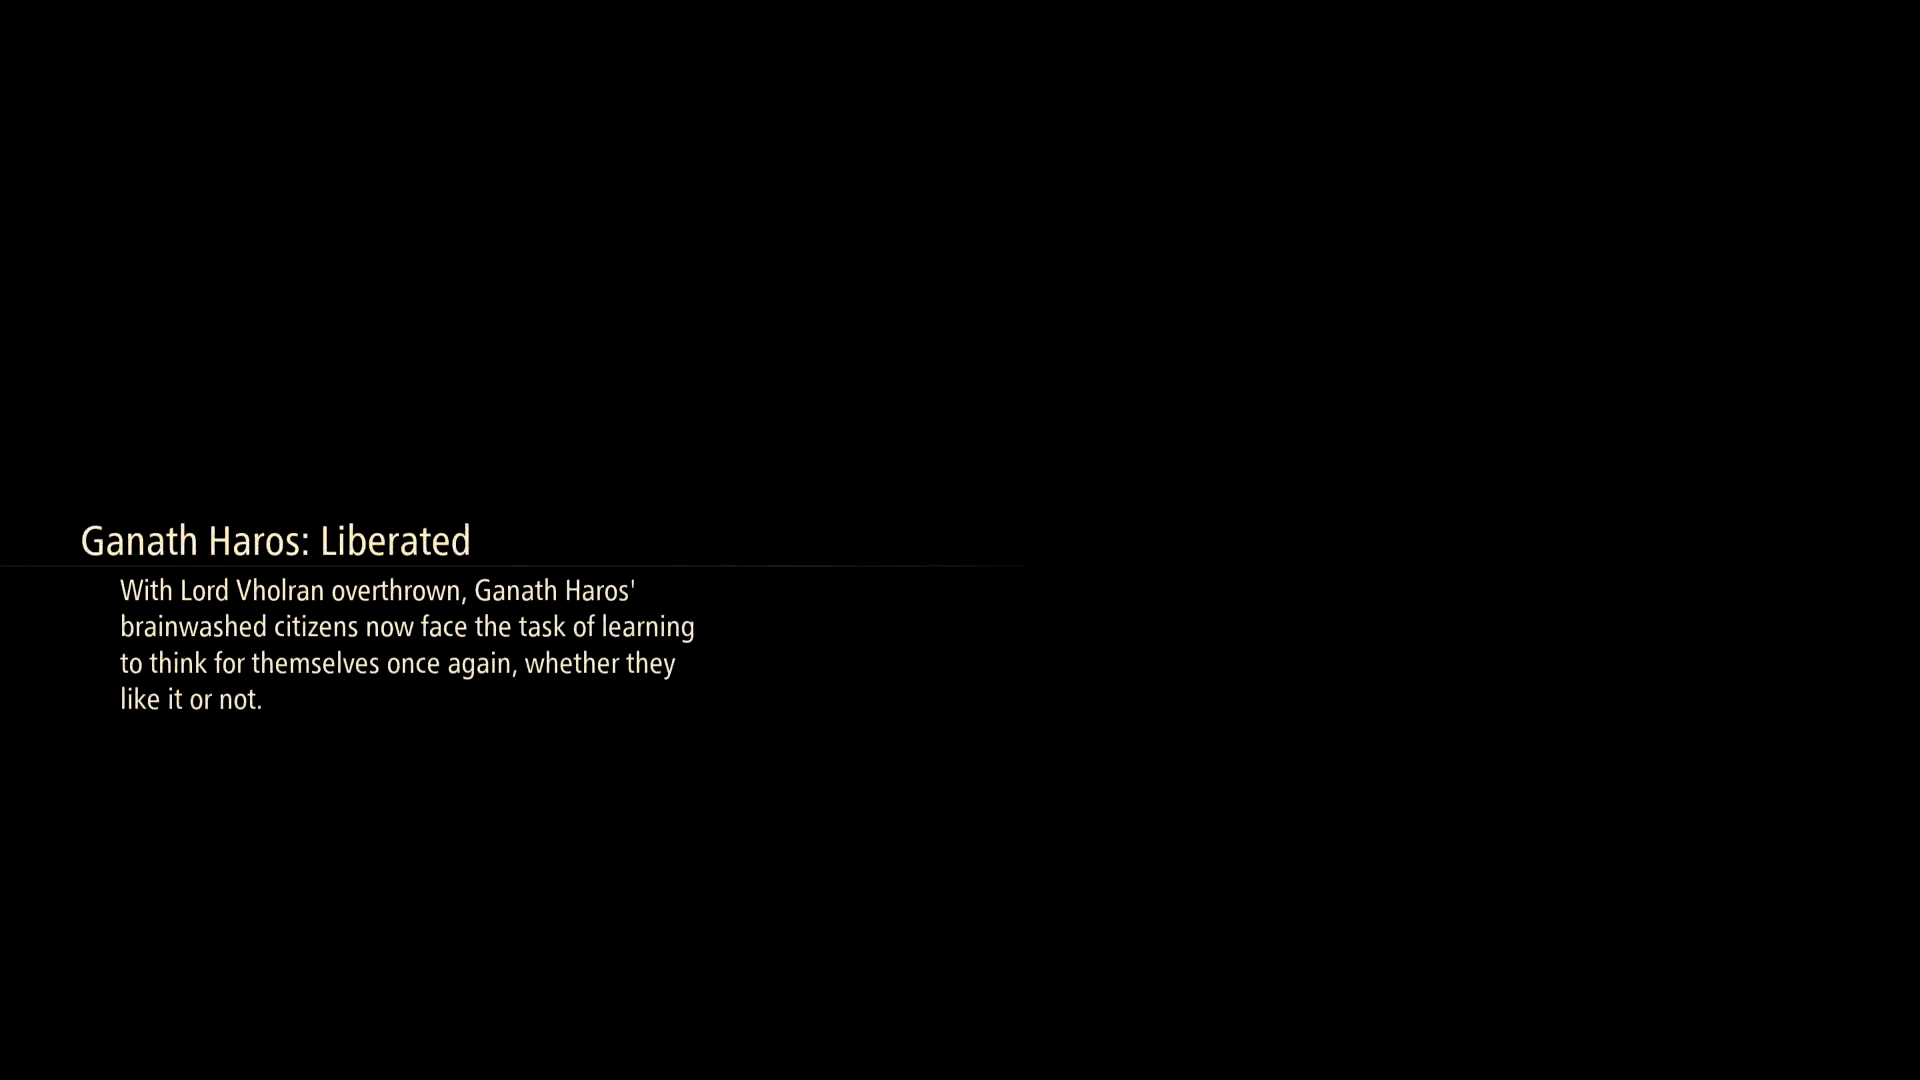 Ganath Haros: Liberated
With Lord Vholran overthrown, Ganath Haros'
brainwashed citizens now face the task of learning
to think for themselves once again, whether they
like it or not.